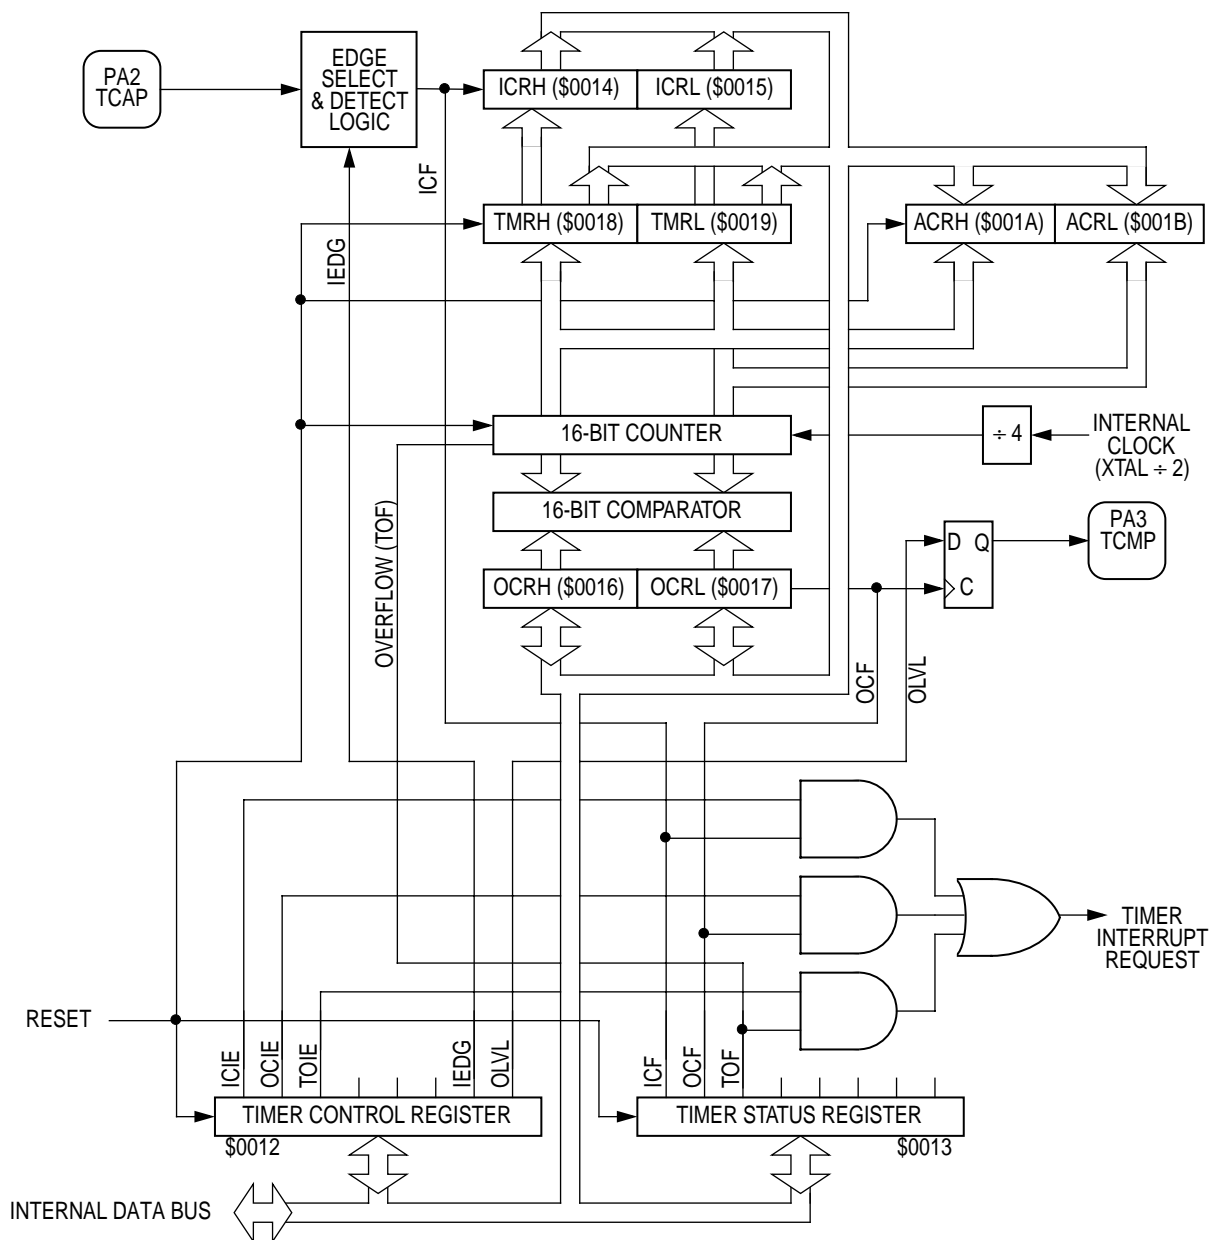 PA2
TCAP
EDGE
SELECT
& DETECT
LOGIC
ICRH ($0014)
ICRL ($0015)
ICF
IEDG
TMRH ($0018)
TMRL ($0019)
ACRH ($001A)
ACRL ($001B)
16-BIT COUNTER
÷ 4
INTERNAL
CLOCK
(XTAL ÷ 2)
OVERFLOW (TOF)
16-BIT COMPARATOR
D Q
C
PA3
TCMP
OCRH ($0016)
OCRL ($0017)
OCF
OLVL
TIMER
INTERRUPT
REQUEST
RESET
ICIE
OCIE
TOIE
IEDG
OLVL
ICF
OCF
TOF
TIMER CONTROL REGISTER
$0012
TIMER STATUS REGISTER
$0013
INTERNAL DATA BUS